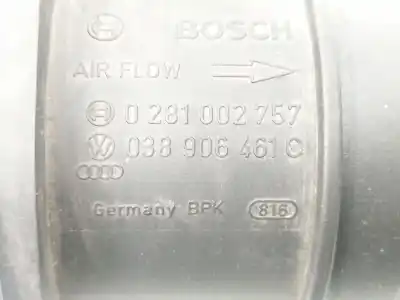 BOSCH
AIR FLOW
0 281 002 757
038 906 461 C
Germany BPK 816